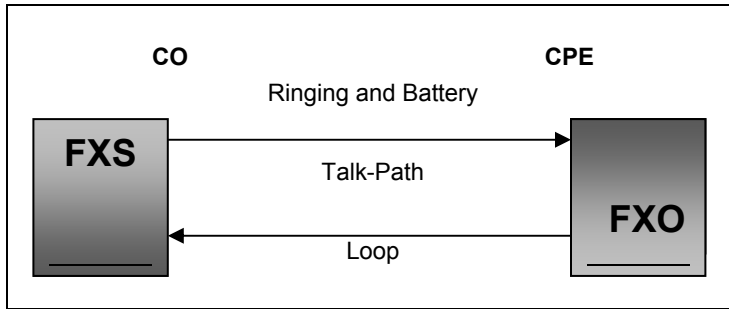 CO
CPE
Ringing and Battery
FXS
Talk-Path
FXO
Loop